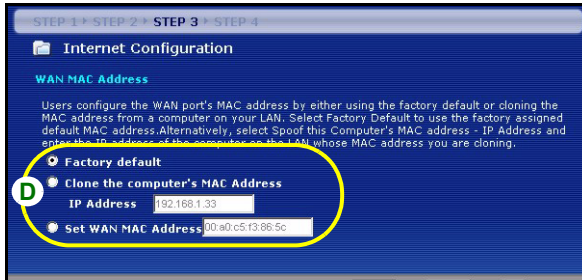 STEP 1 STEP 2 STEP 3 STEP 4
Internet Configuration
WAN MAC Address
Users configure the WAN port's MAC address by either using the factory default or cloning the
MAC address from a computer on your LAN. Select Factory Default to use the factory assigned
default MAC address.Alternatively, select Spoof this Computer's MAC address - IP Address and
enter the IP address of the computer on the LAN whose MAC address you are cloning.
Factory default
D
Clone the computer's MAC Address
IP Address 192.168.1.33
Set WAN MAC Address 00:a0:c5:f3:86:5c